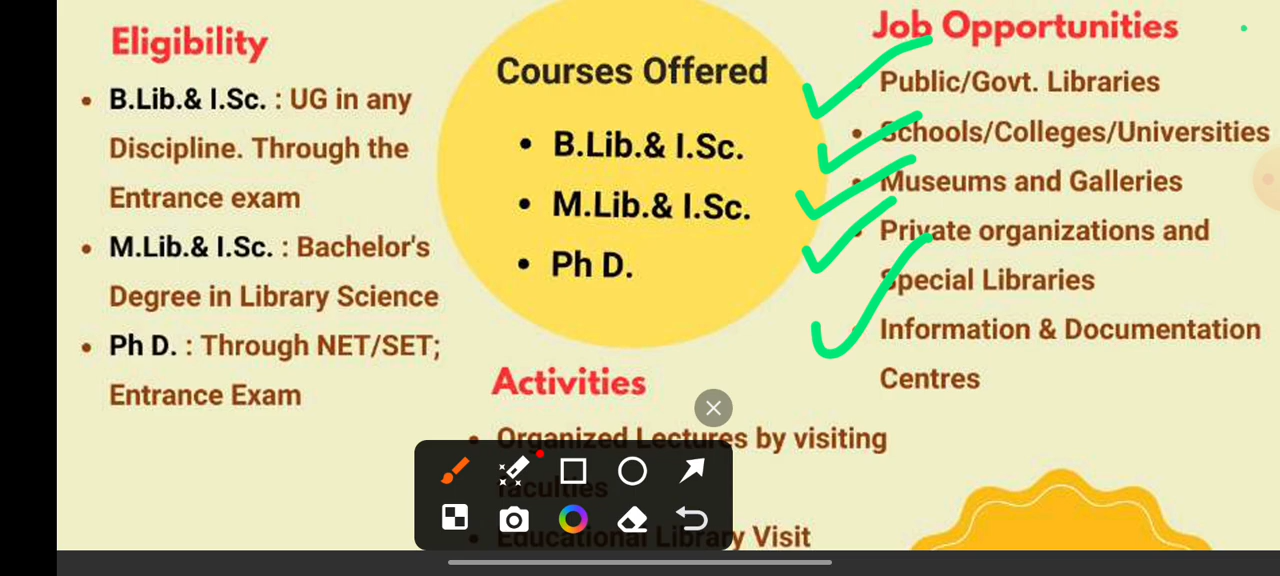 Eligibility
• B.Lib.& I.Sc. : UG in any
Discipline. Through the
Entrance exam
• M.Lib.& I.Sc. : Bachelor's
Degree in Library Science
• Ph D. : Through NET/SET;
Entrance Exam
Courses Offered
• B.Lib.& I.Sc.
• M.Lib.& I.Sc.
• Ph D.
Activities
• Organized Lectures by visiting
faculties
• Educational Library Visit
Job Opportunities
• Public/Govt. Libraries
• Schools/Colleges/Universities
• Museums and Galleries
• Private organizations and
Special Libraries
• Information & Documentation
Centres